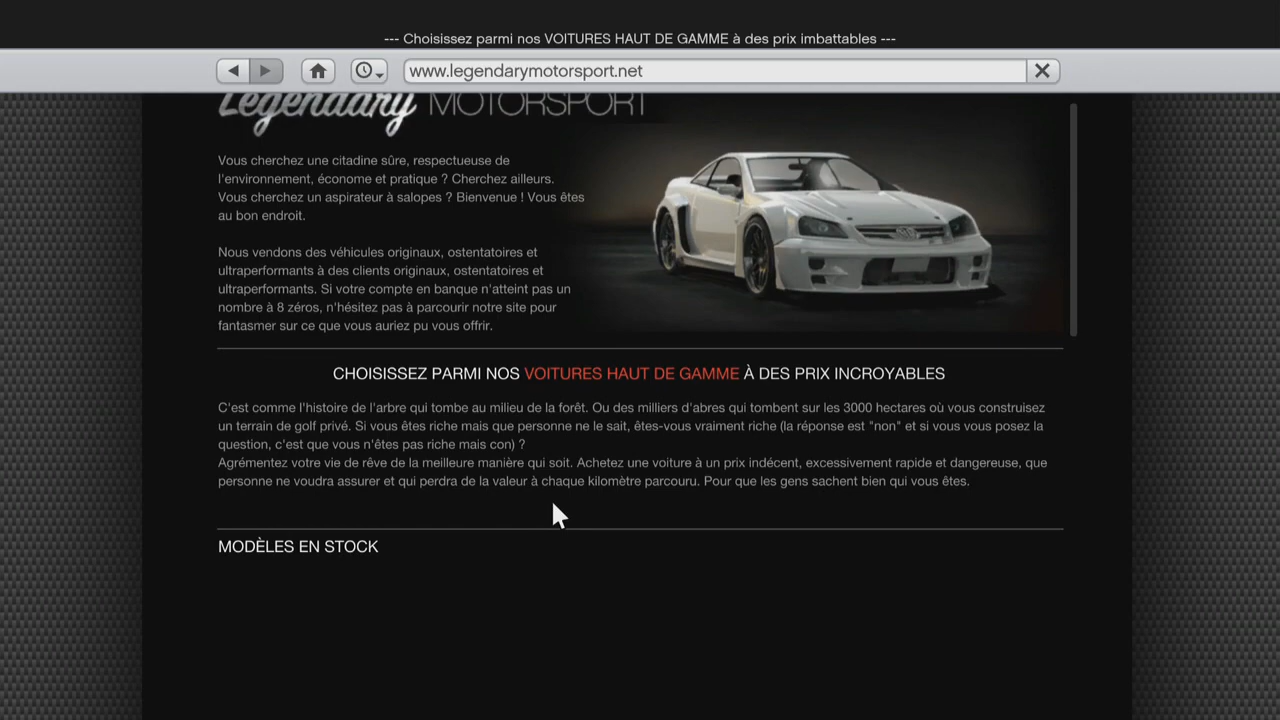 --- Choisissez parmi nos VOITURES HAUT DE GAMME à des prix imbattables ---
www.legendarymotorsport.net
Legendary MOTORSPORT
Vous cherchez une citadine sûre, respectueuse de
l'environnement, économe et pratique ? Cherchez ailleurs.
Vous cherchez un aspirateur à salopes ? Bienvenue ! Vous êtes
au bon endroit.
Nous vendons des véhicules originaux, ostentatoires et
ultraperformants à des clients originaux, ostentatoires et
ultraperformants. Si votre compte en banque n'atteint pas un
nombre à 8 zéros, n'hésitez pas à parcourir notre site pour
fantasmer sur ce que vous auriez pu vous offrir.
CHOISISSEZ PARMI NOS VOITURES HAUT DE GAMME À DES PRIX INCROYABLES
C'est comme l'histoire de l'arbre qui tombe au milieu de la forêt. Ou des milliers d'abres qui tombent sur les 3000 hectares où vous construisez
un terrain de golf privé. Si vous êtes riche mais que personne ne le sait, êtes-vous vraiment riche (la réponse est "non" et si vous vous posez la
question, c'est que vous n'êtes pas riche mais con) ?
Agrémentez votre vie de rêve de la meilleure manière qui soit. Achetez une voiture à un prix indécent, excessivement rapide et dangereuse, que
personne ne voudra assurer et qui perdra de la valeur à chaque kilomètre parcouru. Pour que les gens sachent bien qui vous êtes.
MODÈLES EN STOCK